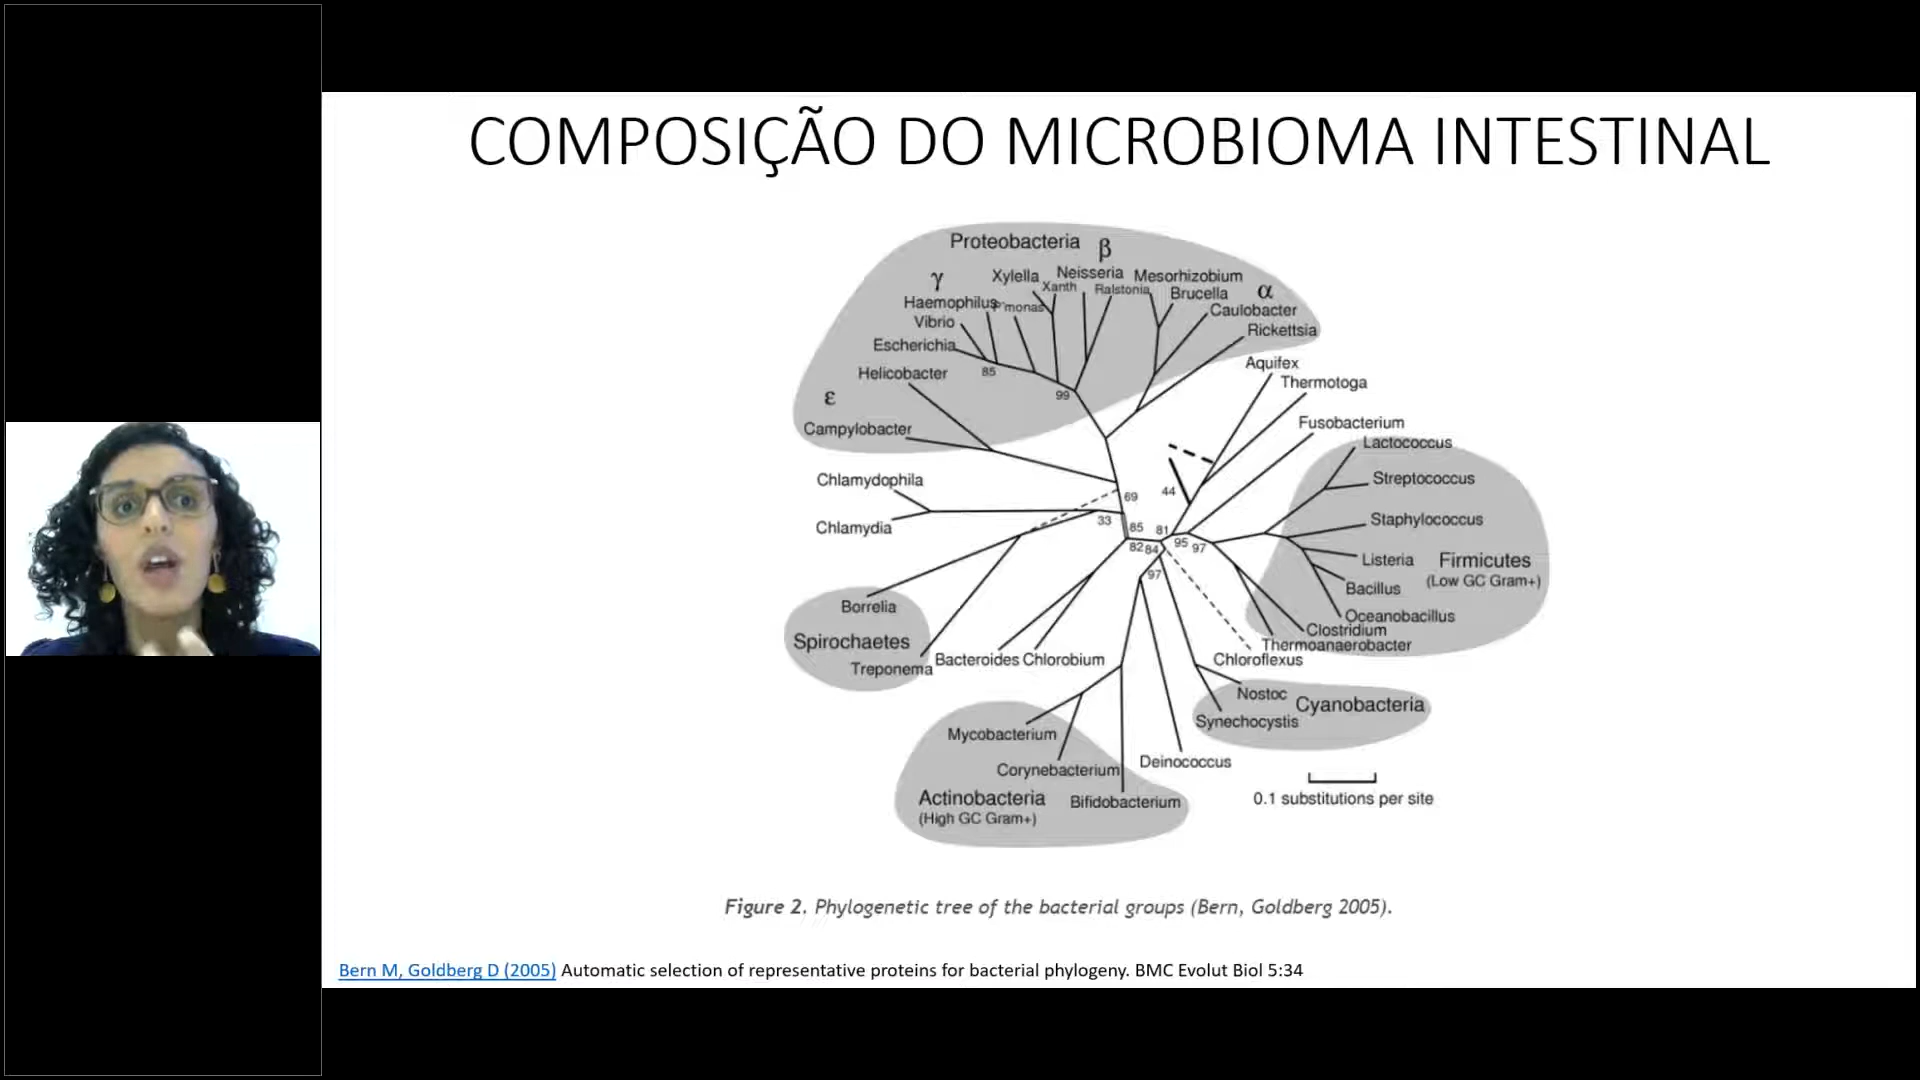 COMPOSIÇÃO DO MICROBIOMA INTESTINAL
Proteobacteria
β
γ
Xylella
Neisseria
Mesorhizobium
Xanth
Ralstonia
Brucella
α
Haemophilus
P'monas
Caulobacter
Vibrio
Rickettsia
Escherichia
Helicobacter
85
Aquifex
Thermotoga
ε
99
Campylobacter
Fusobacterium
Lactococcus
Chlamydophila
Streptococcus
69
44
Chlamydia
33
85
81
Staphylococcus
82
84
95
97
Listeria
Firmicutes
(Low GC Gram+)
97
Bacillus
Borrelia
Oceanobacillus
Clostridium
Spirochaetes
Thermoanaerobacter
Treponema
Bacteroides
Chlorobium
Chloroflexus
Nostoc
Cyanobacteria
Synechocystis
Mycobacterium
Corynebacterium
Deinococcus
Actinobacteria
(High GC Gram+)
Bifidobacterium
0.1 substitutions per site
Figure 2. Phylogenetic tree of the bacterial groups (Bern, Goldberg 2005).
Bern M, Goldberg D (2005) Automatic selection of representative proteins for bacterial phylogeny. BMC Evolut Biol 5:34